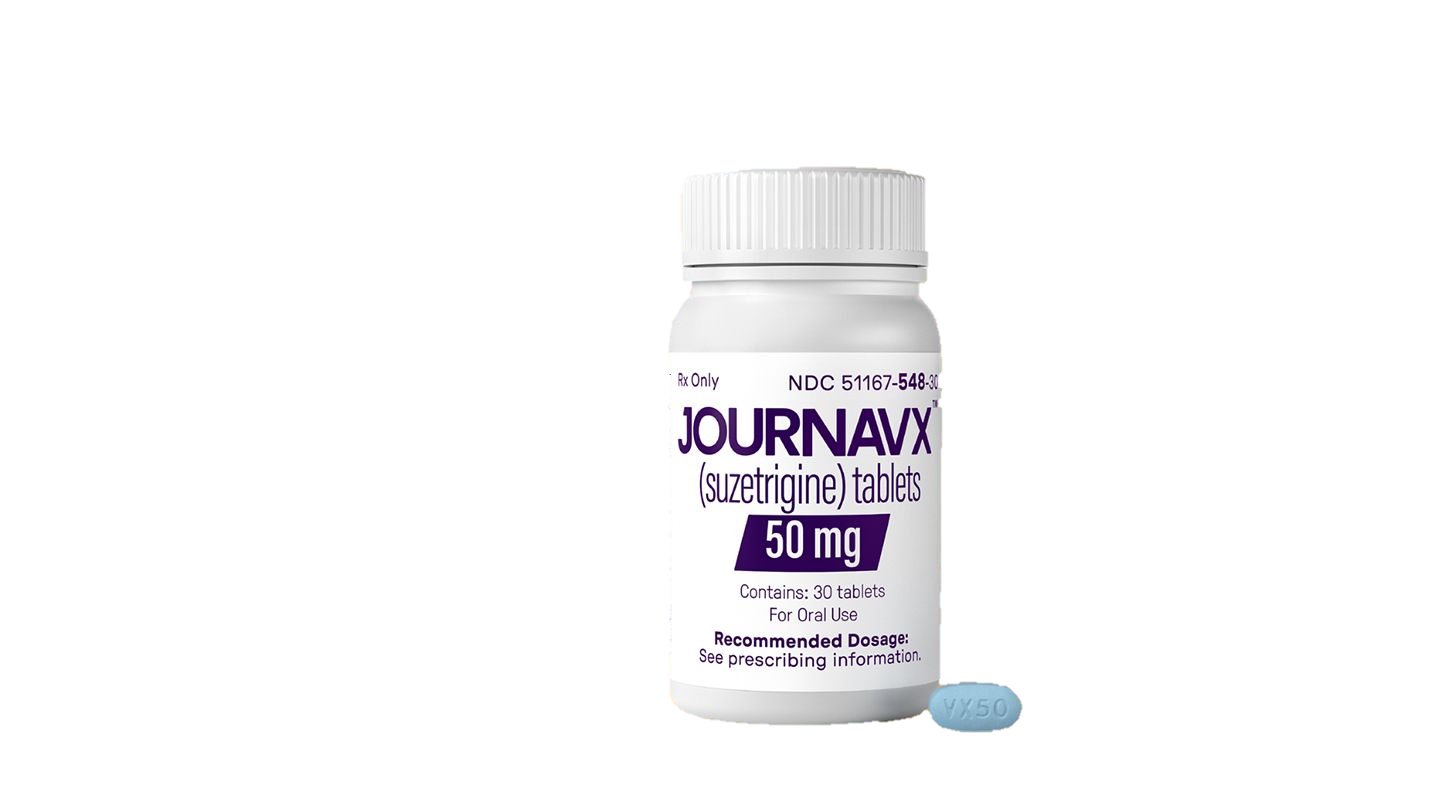 Rx Only NDC 51167-548-30
JOURNAVX™
(suzetrigine) tablets
50 mg
Contains: 30 tablets
For Oral Use
Recommended Dosage:
See prescribing information.
VX50